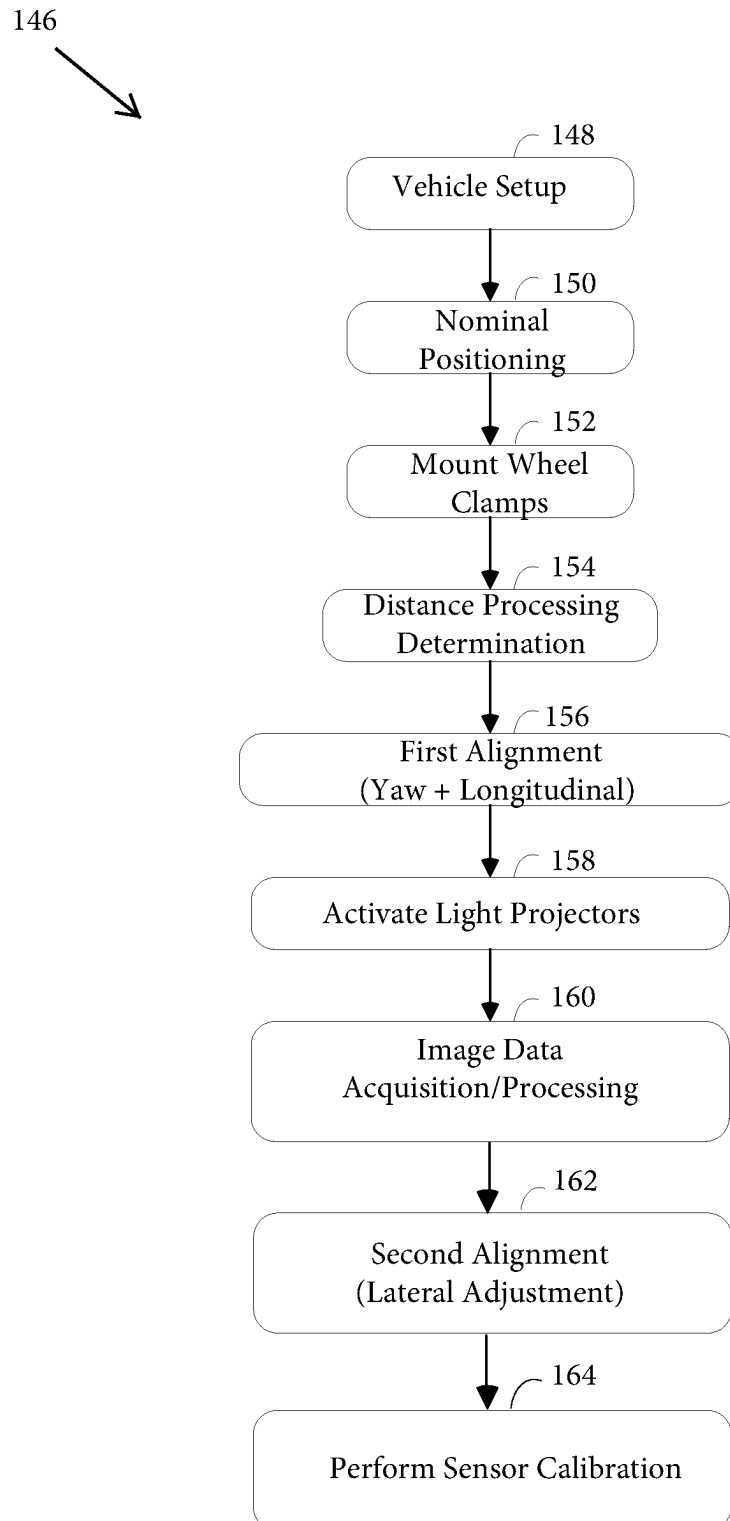 146
148
Vehicle Setup
150
Nominal
Positioning
152
Mount Wheel
Clamps
154
Distance Processing
Determination
156
First Alignment
(Yaw + Longitudinal)
158
Activate Light Projectors
160
Image Data
Acquisition/Processing
162
Second Alignment
(Lateral Adjustment)
164
Perform Sensor Calibration